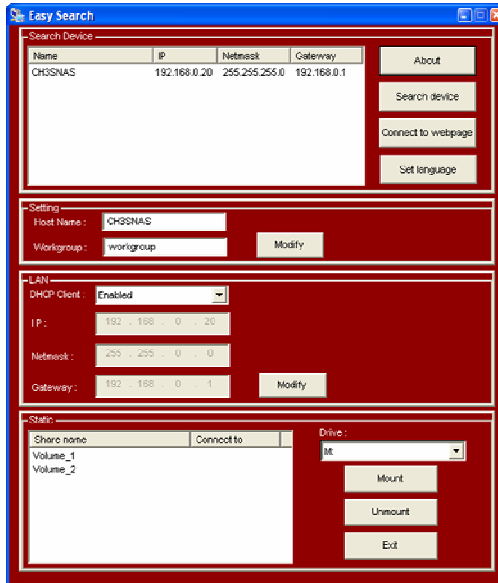 Easy Search
Search Device
Name IP Netmask Gateway
CH3SNAS 192.168.0.20 255.255.255.0 192.168.0.1
About
Search device
Connect to webpage
Set language
Setting
Host Name : CH3SNAS
Workgroup : workgroup
Modify
LAN
DHCP Client : Enabled
IP : 192 . 168 . 0 . 20
Netmask : 255 . 255 . 0 . 0
Gateway : 192 . 168 . 0 . 1
Modify
Static
Share name Connect to
Volume_1
Volume_2
Drive :
M:
Mount
Unmount
Exit